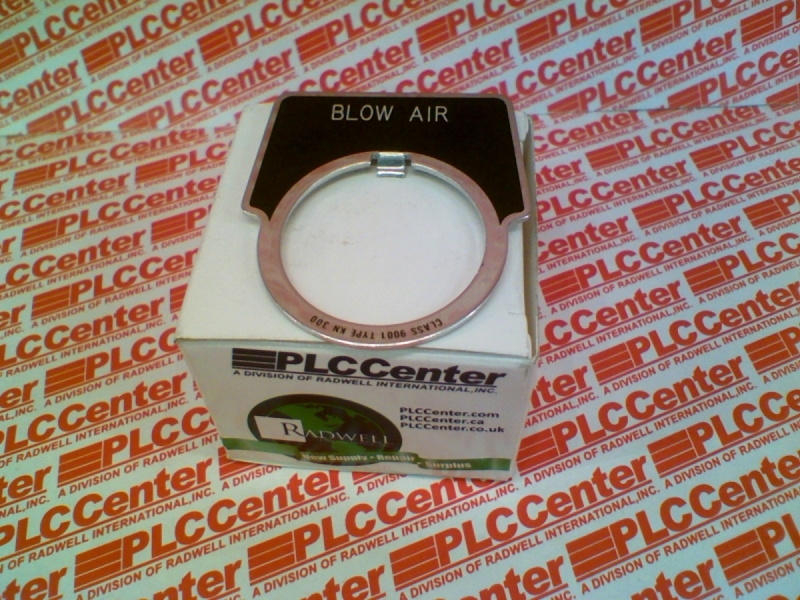 BLOW AIR
CLASS 9001 TYPE KN 300
PLCCenter
A DIVISION OF RADWELL INTERNATIONAL,INC.
RADWELL
PLCCenter.com
PLCCenter.ca
PLCCenter.co.uk
New Supply • Repair • Surplus
PLCCenter
A DIVISION OF RADWELL INTERNATIONAL,INC.